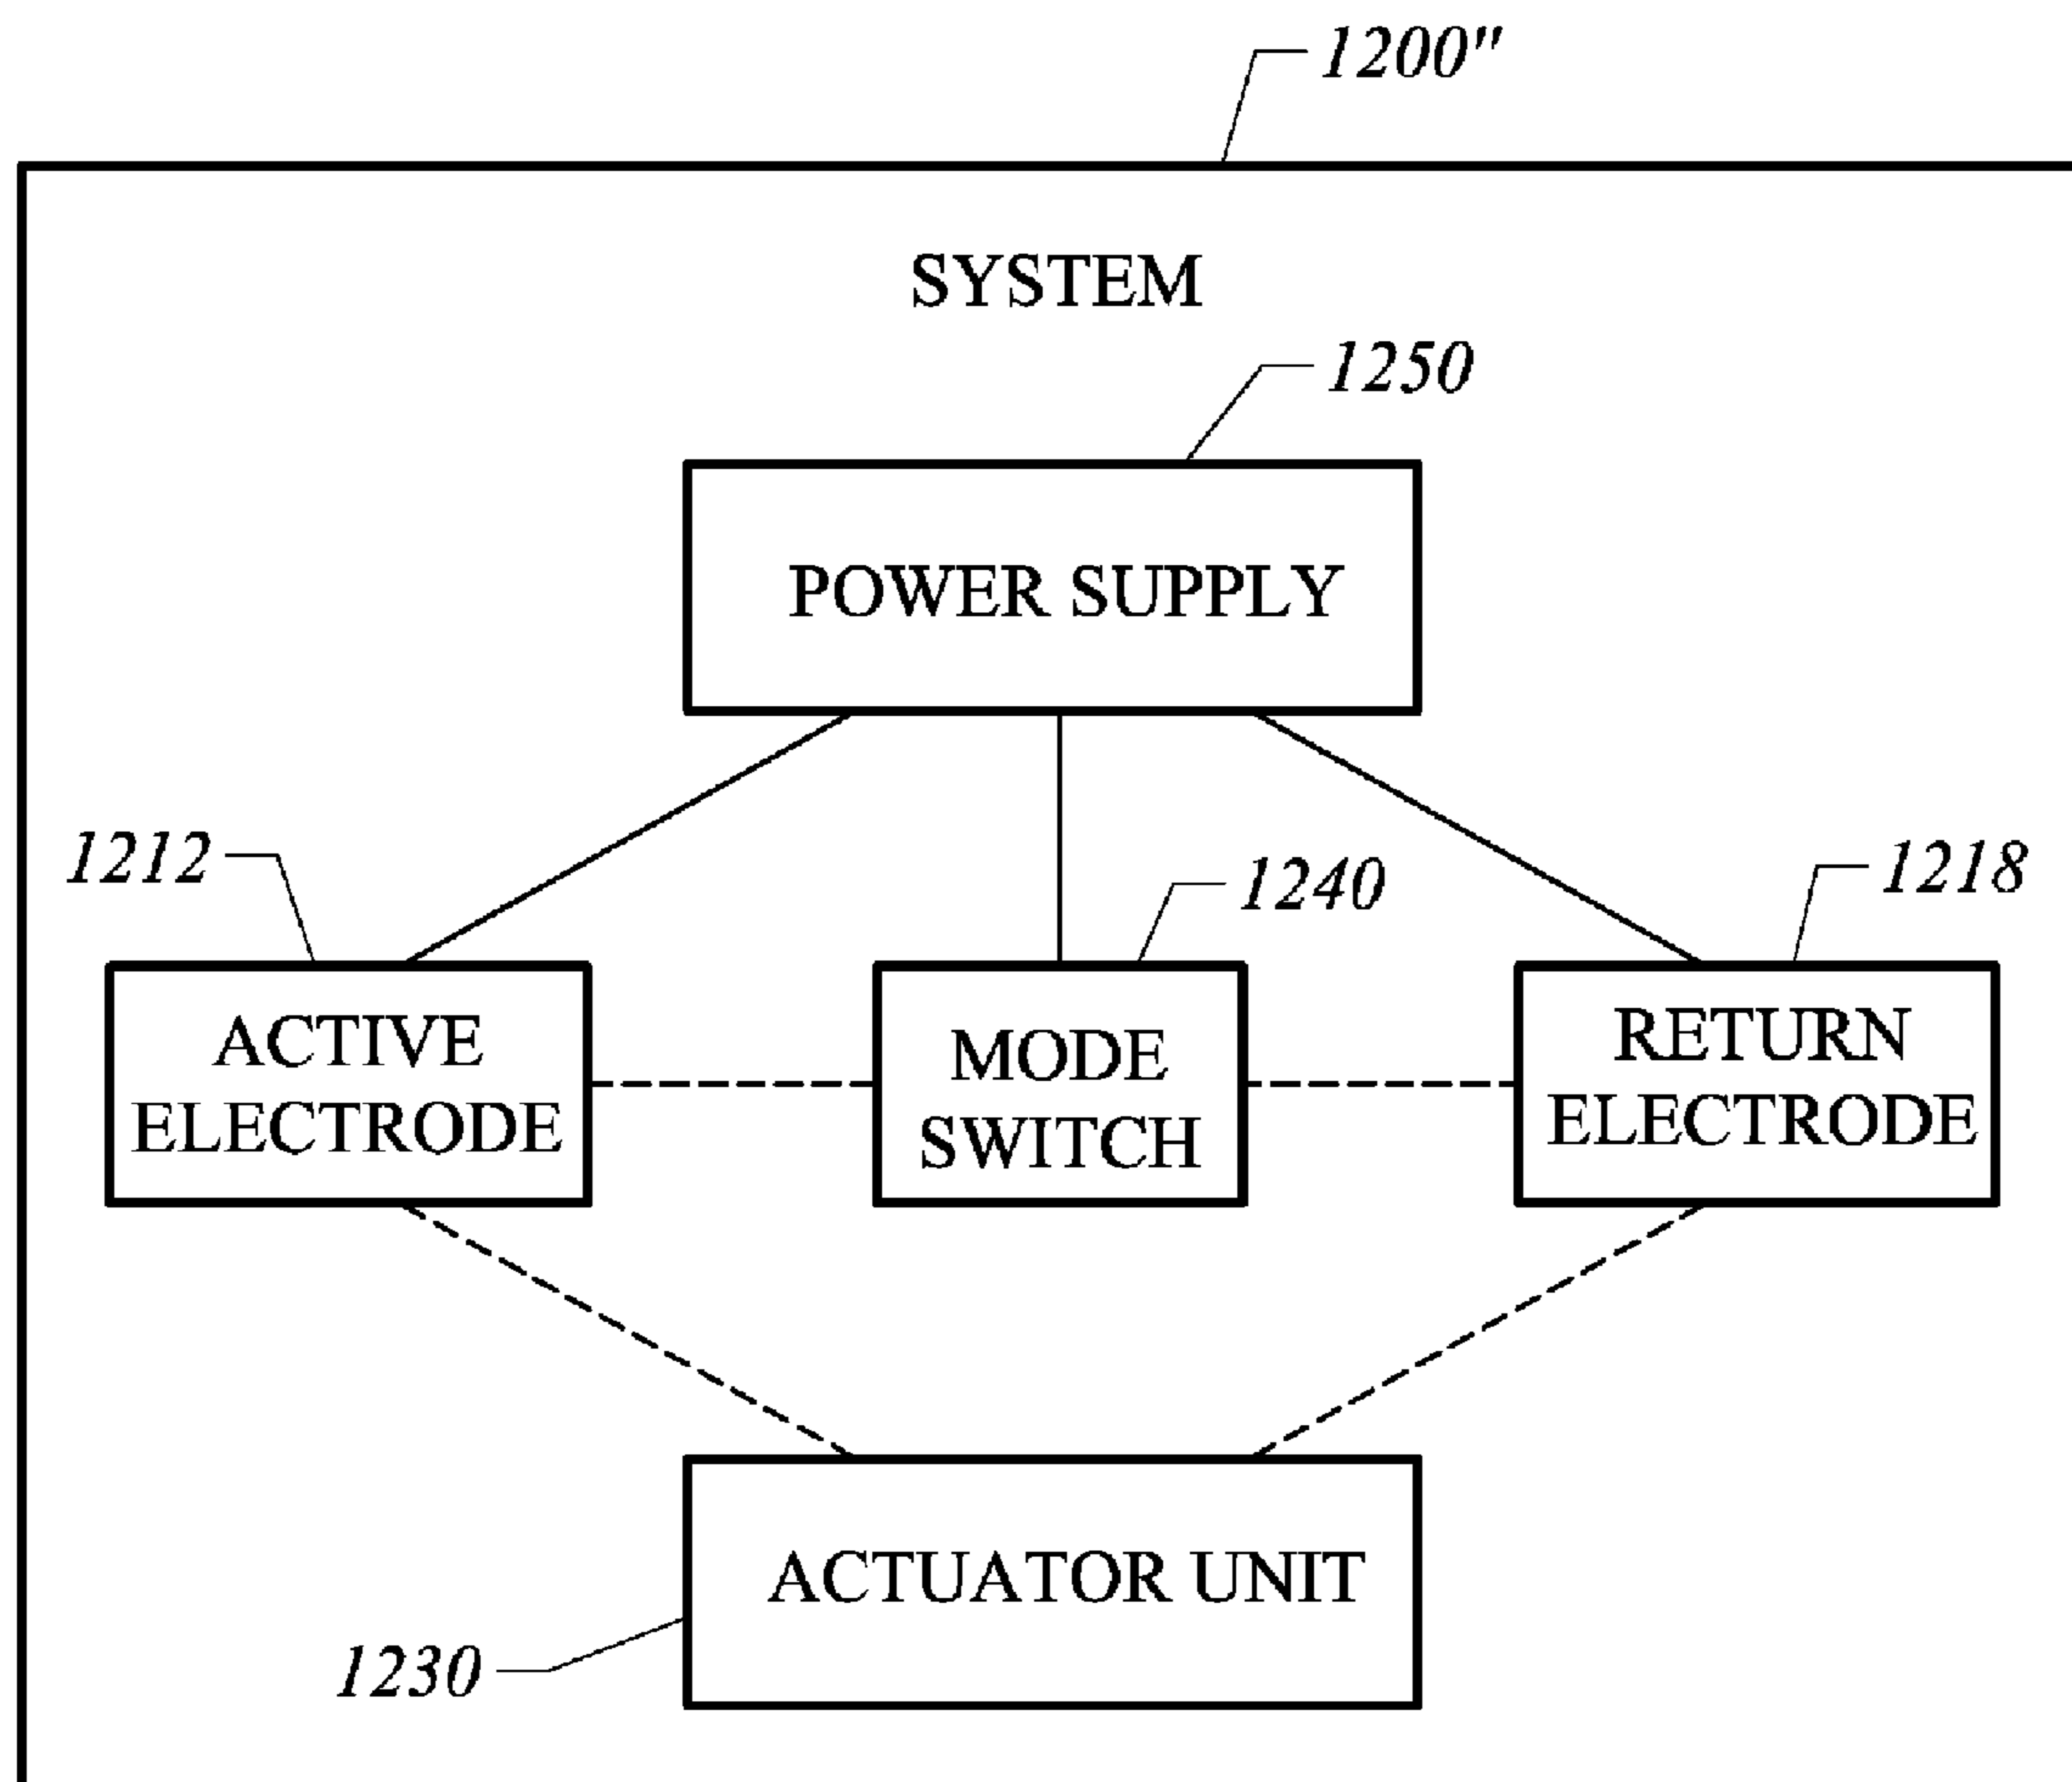 1200"
SYSTEM
1250
POWER SUPPLY
1212
1240
1218
ACTIVE
ELECTRODE
MODE
SWITCH
RETURN
ELECTRODE
ACTUATOR UNIT
1230